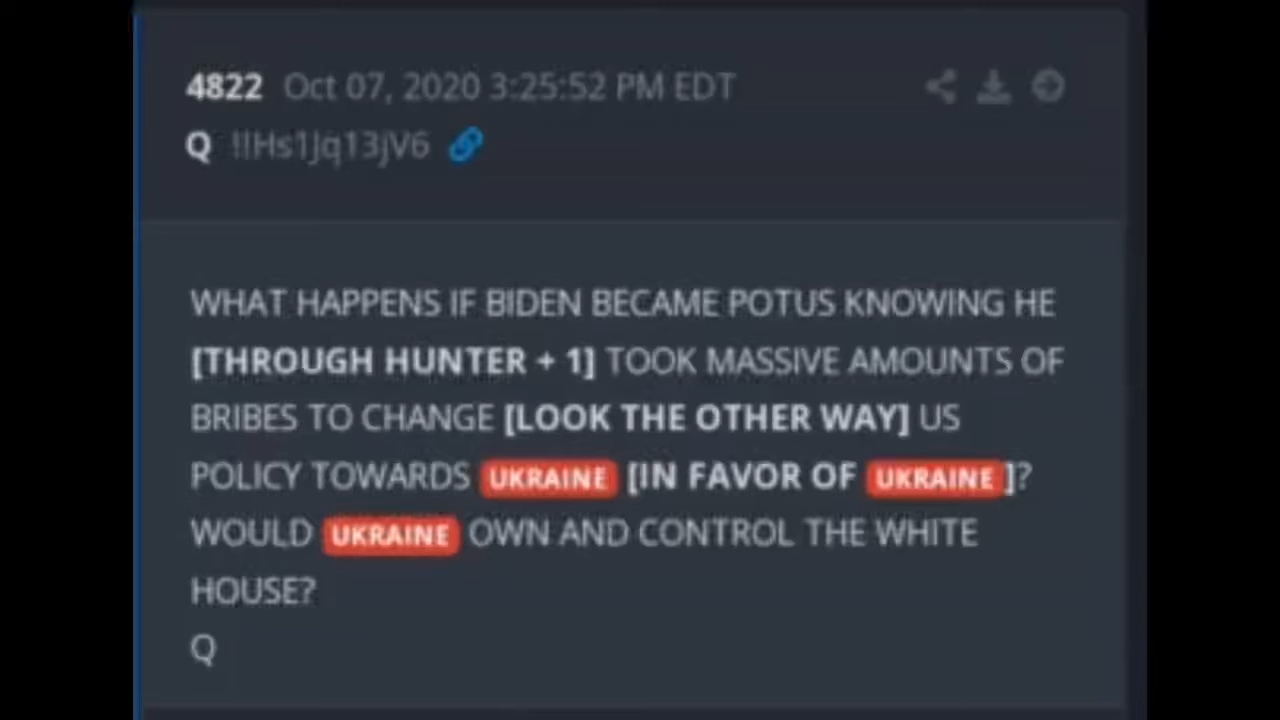 4822 Oct 07, 2020 3:25:52 PM EDT
Q !!Hs1Jq13jV6
WHAT HAPPENS IF BIDEN BECAME POTUS KNOWING HE
[THROUGH HUNTER + 1] TOOK MASSIVE AMOUNTS OF
BRIBES TO CHANGE [LOOK THE OTHER WAY] US
POLICY TOWARDS UKRAINE [IN FAVOR OF UKRAINE]?
WOULD UKRAINE OWN AND CONTROL THE WHITE
HOUSE?
Q